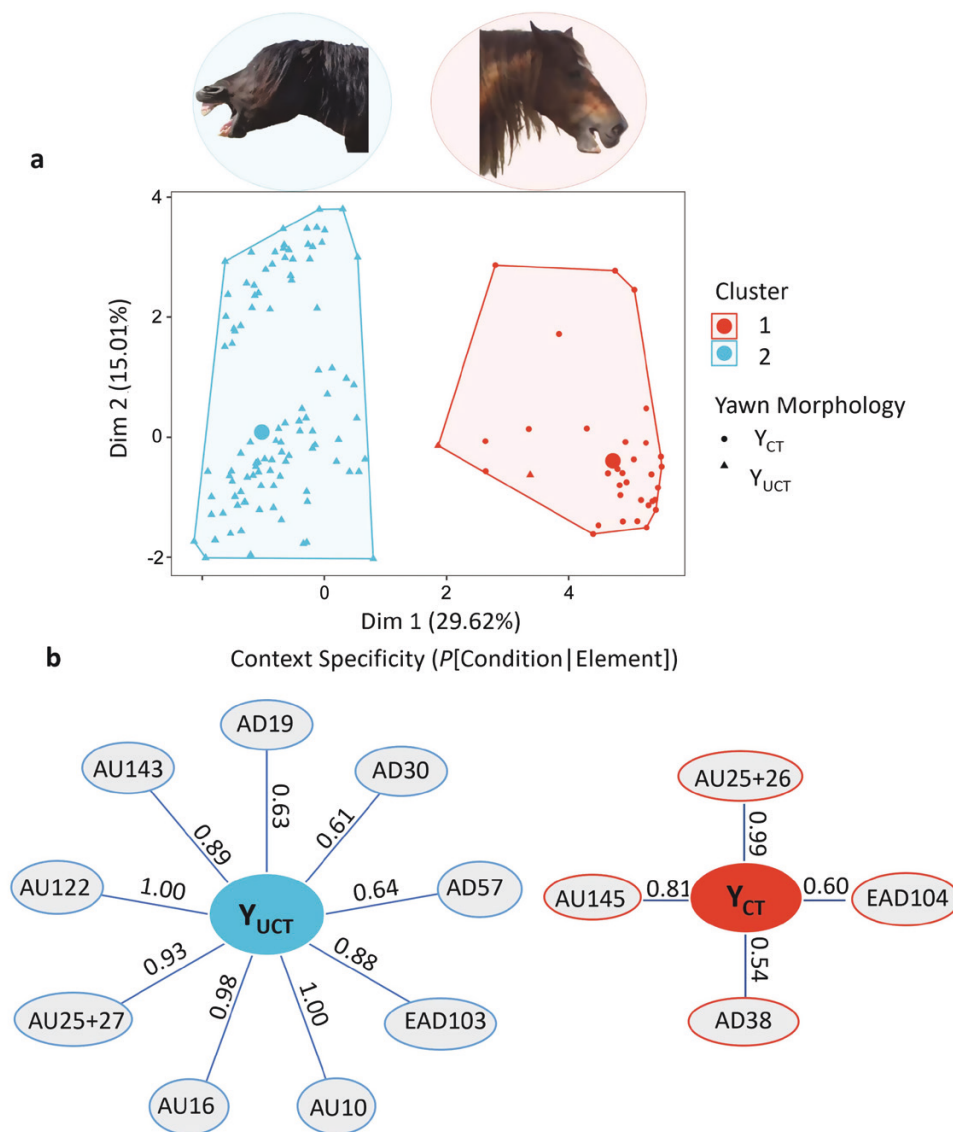 a
4
2
0
-2
Dim 2 (15.01%)
0
2
4
Dim 1 (29.62%)
Cluster
1
2
Yawn Morphology
Y_CT
Y_UCT
b
Context Specificity (P[Condition|Element])
AD19
AU143
AD30
AU122
AD57
AU25+27
EAD103
AU16
AU10
Y_UCT
0.63
0.61
0.89
1.00
0.64
0.93
0.88
0.98
1.00
AU25+26
AU145
EAD104
AD38
Y_CT
0.99
0.81
0.60
0.54